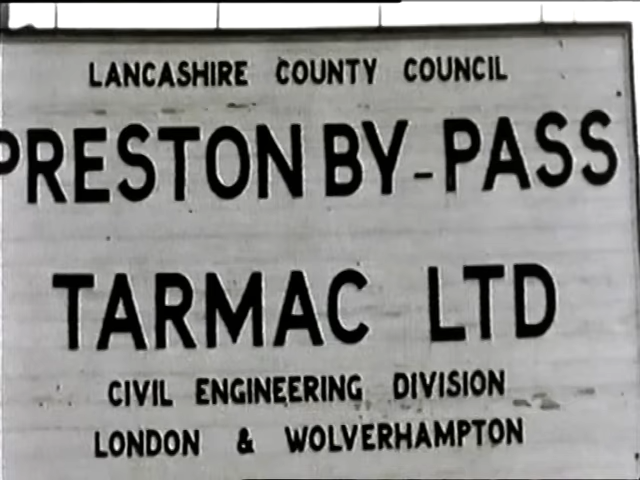 LANCASHIRE COUNTY COUNCIL
PRESTON BY-PASS
TARMAC LTD
CIVIL ENGINEERING DIVISION
LONDON & WOLVERHAMPTON